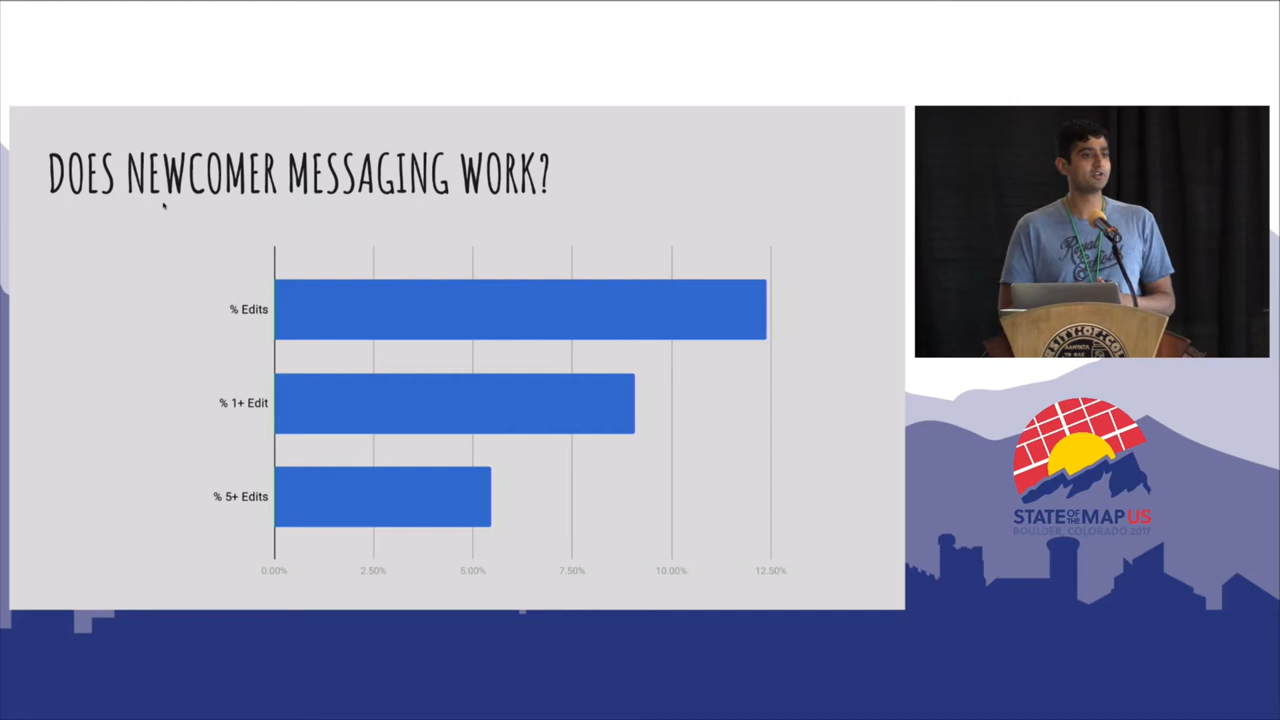 DOES NEWCOMER MESSAGING WORK?
% Edits
% 1+ Edit
% 5+ Edits
0.00% 2.50% 5.00% 7.50% 10.00% 12.50%
STATE OF THE MAP US
BOULDER, COLORADO 2017